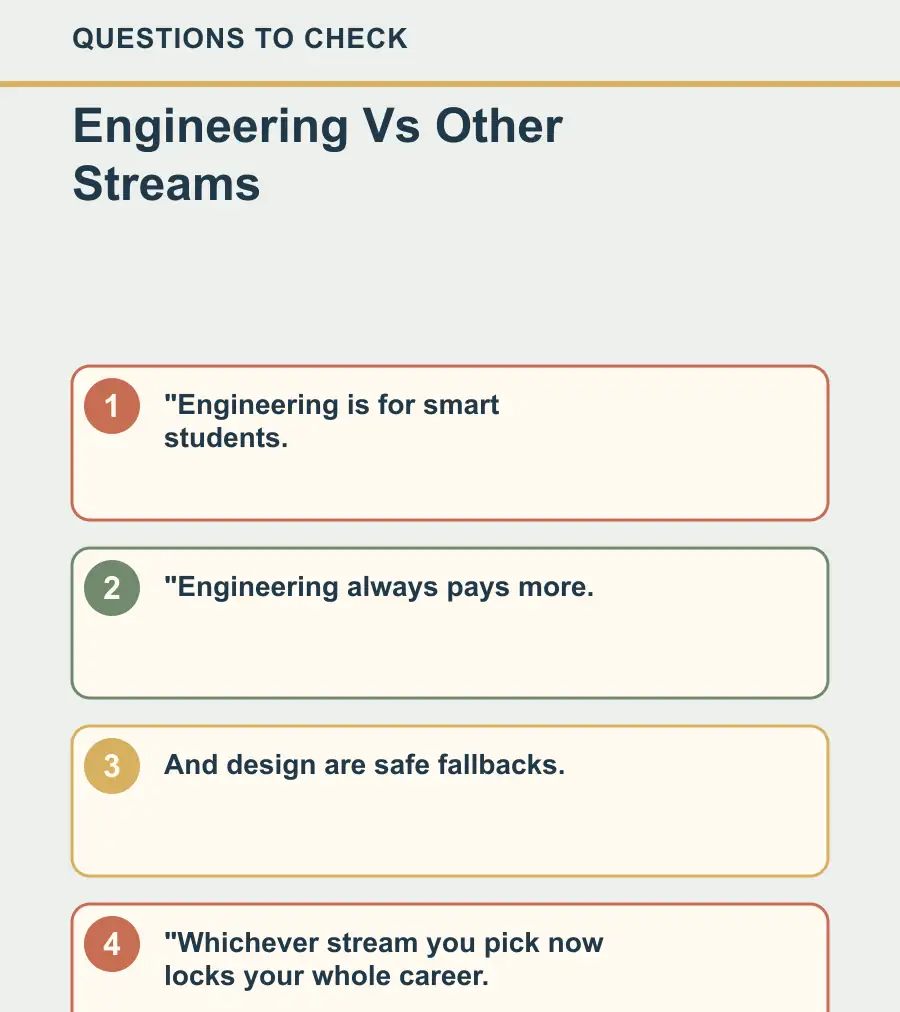 QUESTIONS TO CHECK
Engineering Vs Other
Streams
1
"Engineering is for smart
students.
2
"Engineering always pays more.
3
And design are safe fallbacks.
4
"Whichever stream you pick now
locks your whole career.